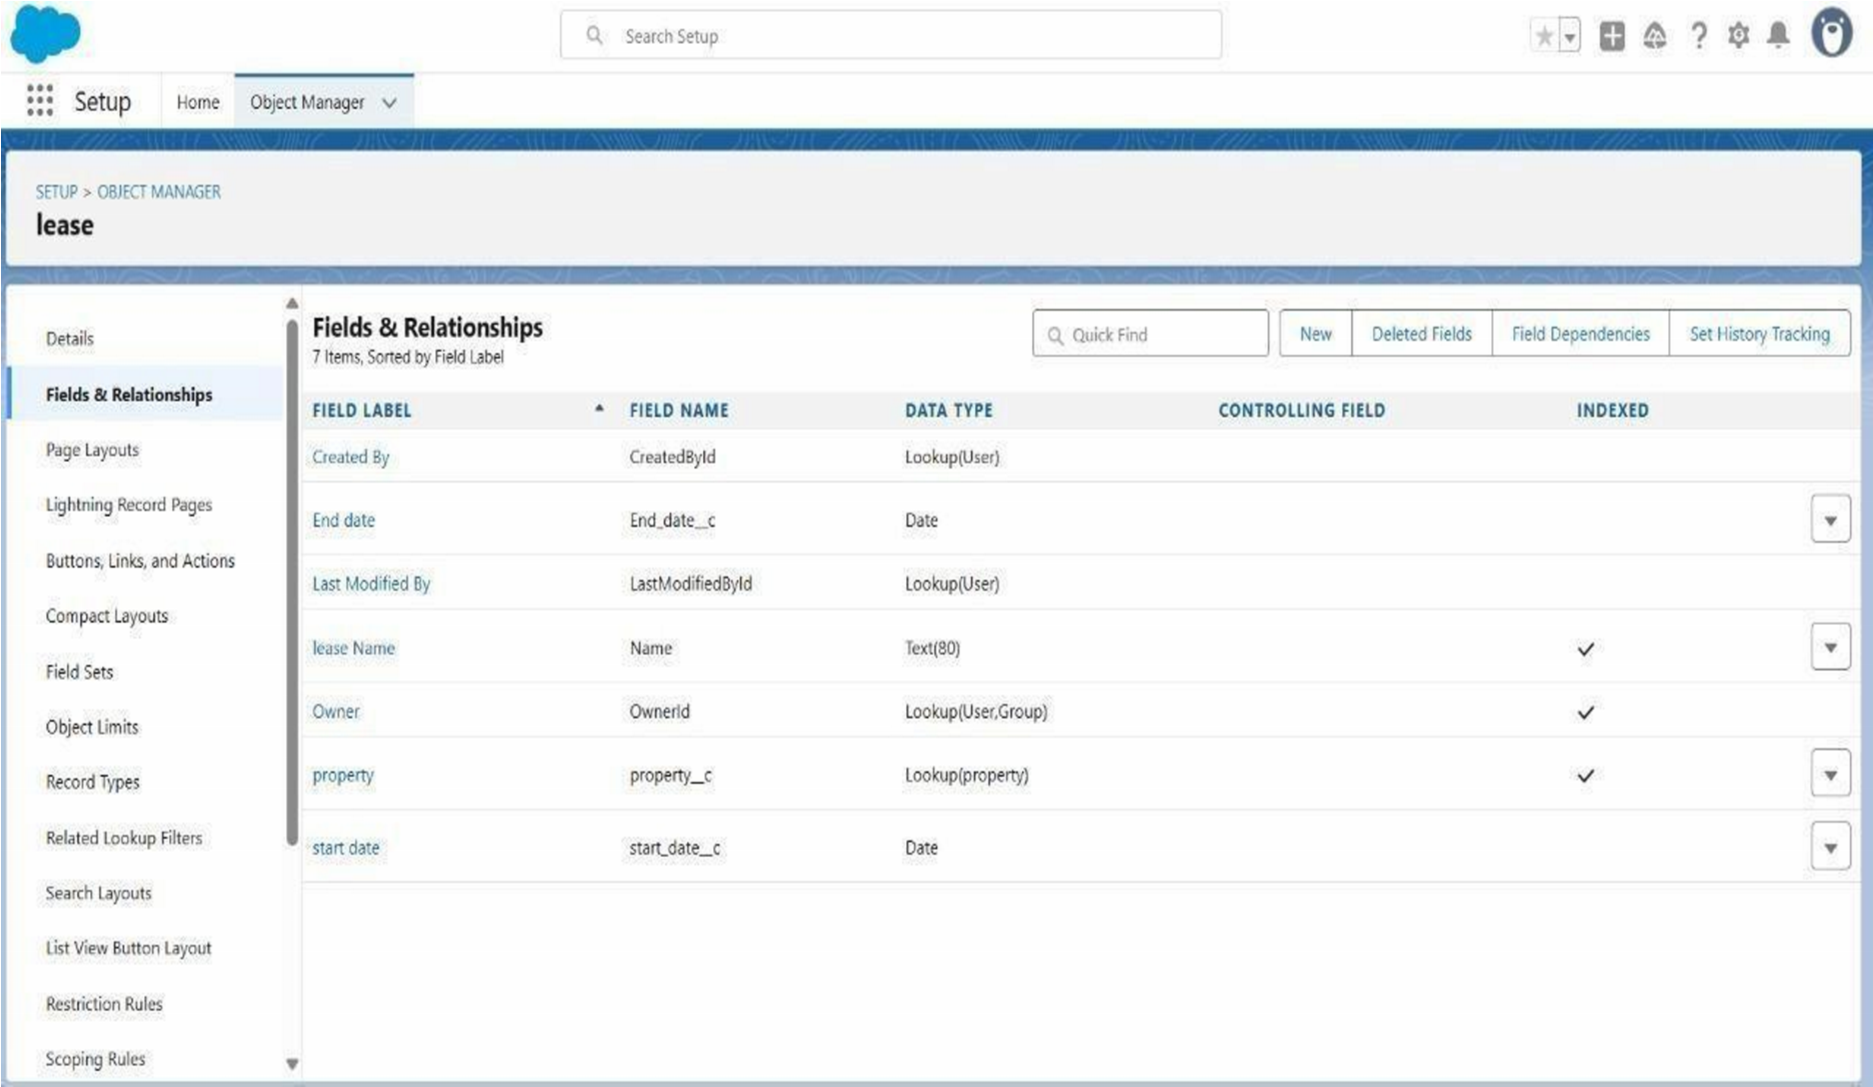 Search Setup
Setup
Home
Object Manager
SETUP > OBJECT MANAGER
lease
Details
Fields & Relationships
Page Layouts
Lightning Record Pages
Buttons, Links, and Actions
Compact Layouts
Field Sets
Object Limits
Record Types
Related Lookup Filters
Search Layouts
List View Button Layout
Restriction Rules
Scoping Rules
Fields & Relationships
7 Items, Sorted by Field Label
Quick Find
New
Deleted Fields
Field Dependencies
Set History Tracking
FIELD LABEL FIELD NAME DATA TYPE CONTROLLING FIELD INDEXED
Created By CreatedById Lookup(User)
End date End_date__c Date
Last Modified By LastModifiedById Lookup(User)
lease Name Name Text(80)
Owner OwnerId Lookup(User,Group)
property property__c Lookup(property)
start date start_date__c Date